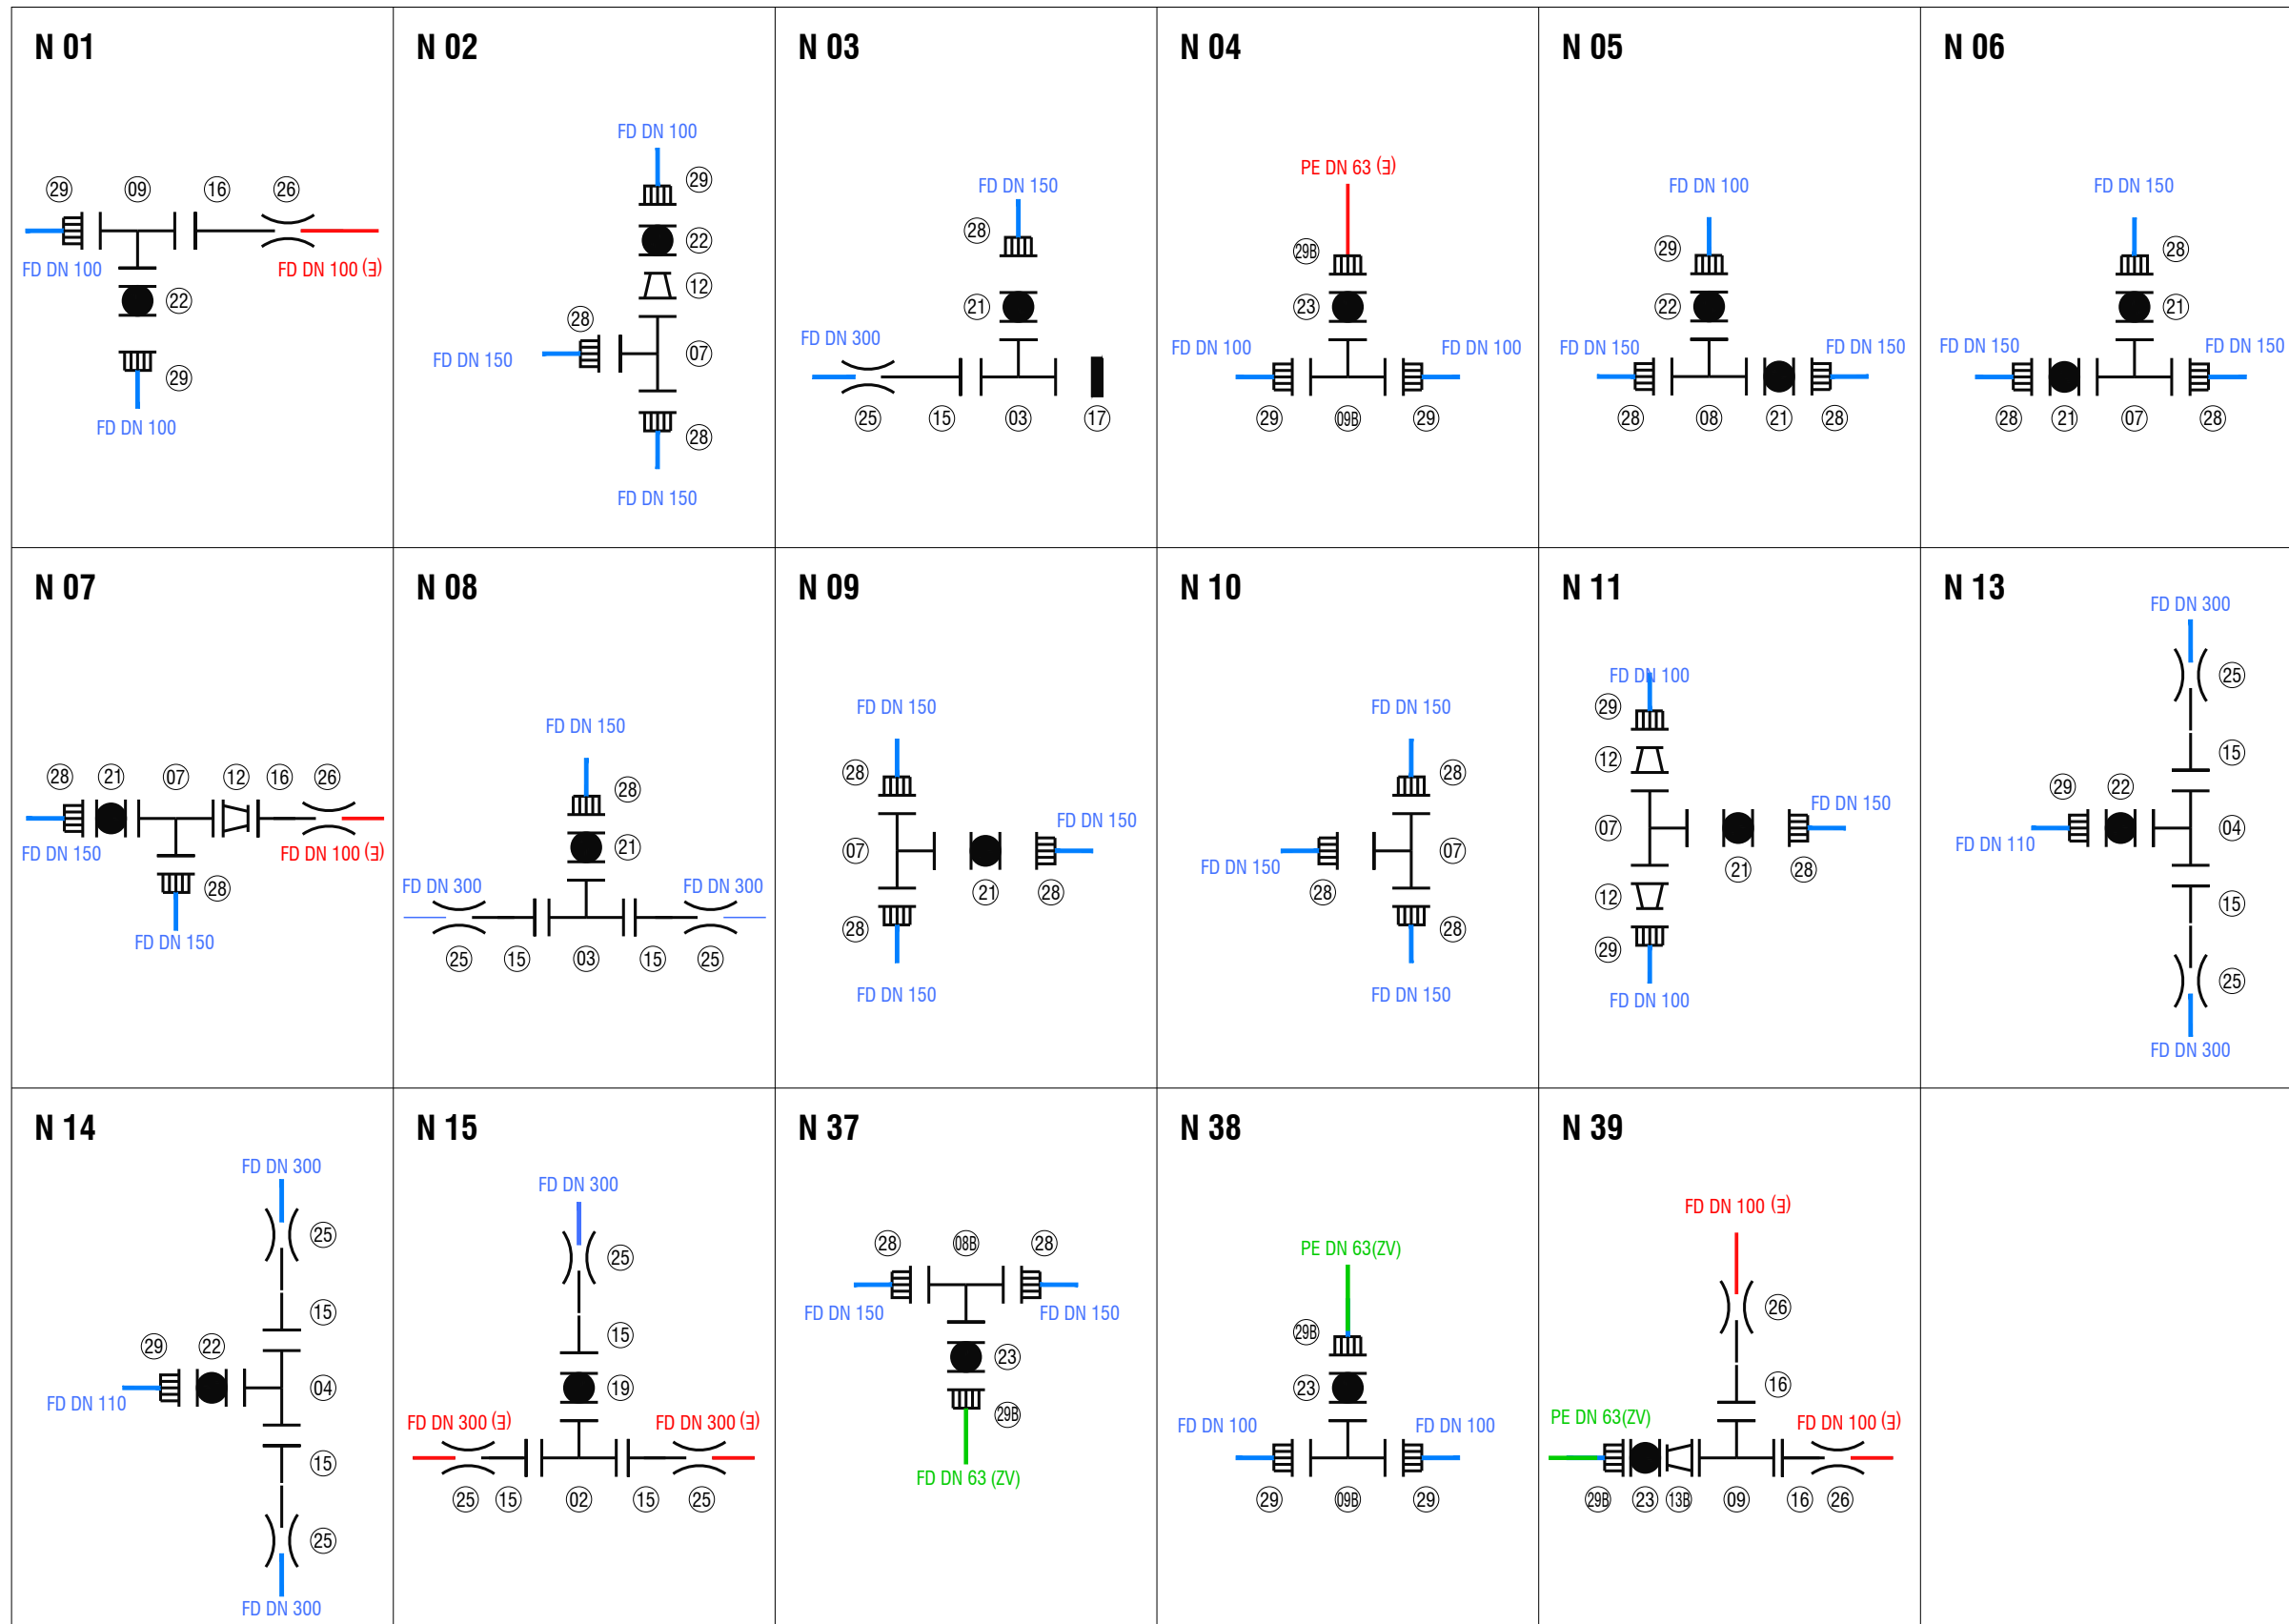 N 01
29
09
16
26
FD DN 100
FD DN 100 (Ǝ)
22
29
FD DN 100
N 02
FD DN 100
29
22
12
28
FD DN 150
07
28
FD DN 150
N 03
FD DN 150
28
21
FD DN 300
25
15
03
17
N 04
PE DN 63 (Ǝ)
29B
23
FD DN 100
FD DN 100
29
09B
29
N 05
FD DN 100
29
22
FD DN 150
FD DN 150
28
08
21
28
N 06
FD DN 150
28
21
FD DN 150
FD DN 150
28
21
07
28
N 07
28
21
07
12
16
26
FD DN 150
FD DN 100 (Ǝ)
28
FD DN 150
N 08
FD DN 150
28
21
FD DN 300
FD DN 300
25
15
03
15
25
N 09
FD DN 150
28
FD DN 150
07
21
28
28
FD DN 150
N 10
FD DN 150
28
07
FD DN 150
28
28
FD DN 150
N 11
FD DN 100
29
12
FD DN 150
07
21
28
12
29
FD DN 100
N 13
FD DN 300
25
15
29
22
FD DN 110
04
15
25
FD DN 300
N 14
FD DN 300
25
15
29
22
04
FD DN 110
15
25
FD DN 300
N 15
FD DN 300
25
15
19
FD DN 300 (Ǝ)
FD DN 300 (Ǝ)
25
15
02
15
25
N 37
28
08B
28
FD DN 150
FD DN 150
23
29B
FD DN 63 (ZV)
N 38
PE DN 63(ZV)
29B
23
FD DN 100
FD DN 100
29
09B
29
N 39
FD DN 100 (Ǝ)
26
16
PE DN 63(ZV)
FD DN 100 (Ǝ)
29B
23
13B
09
16
26